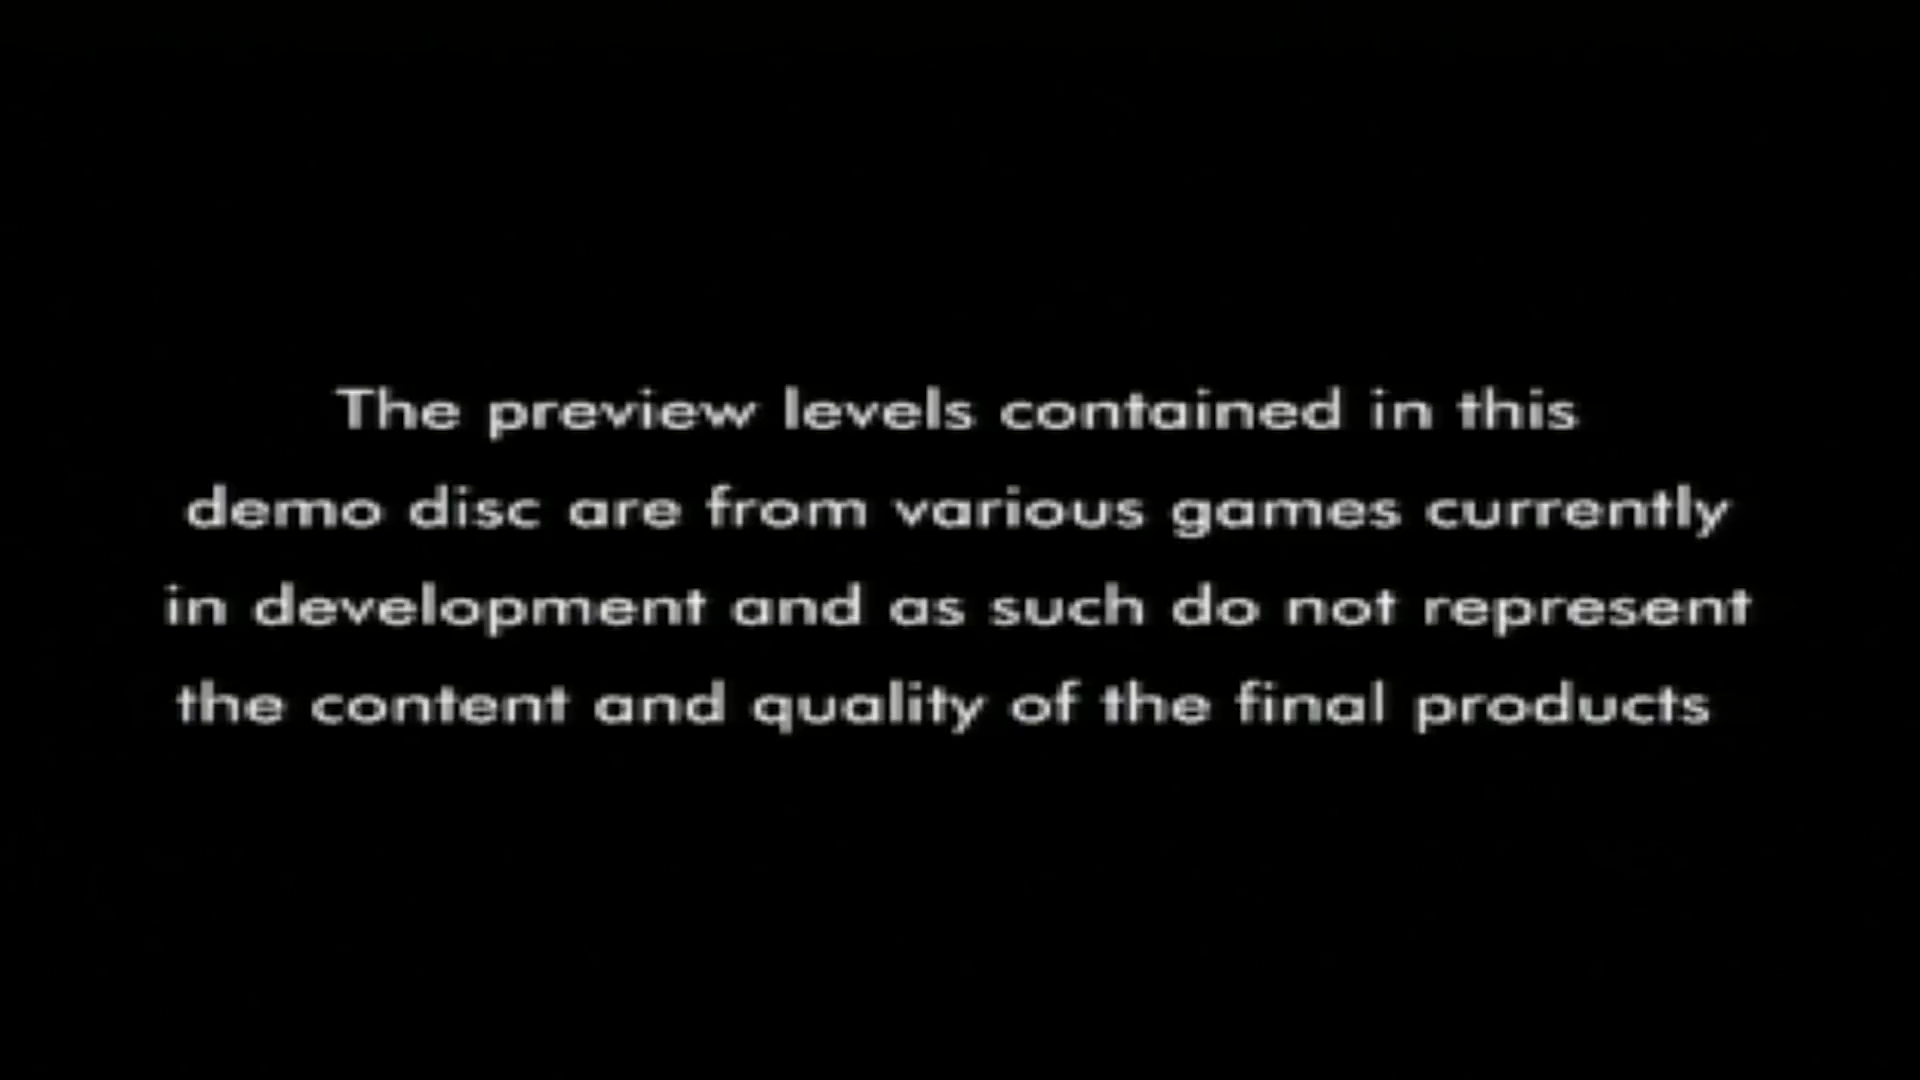 The preview levels contained in this
demo disc are from various games currently
in development and as such do not represent
the content and quality of the final products